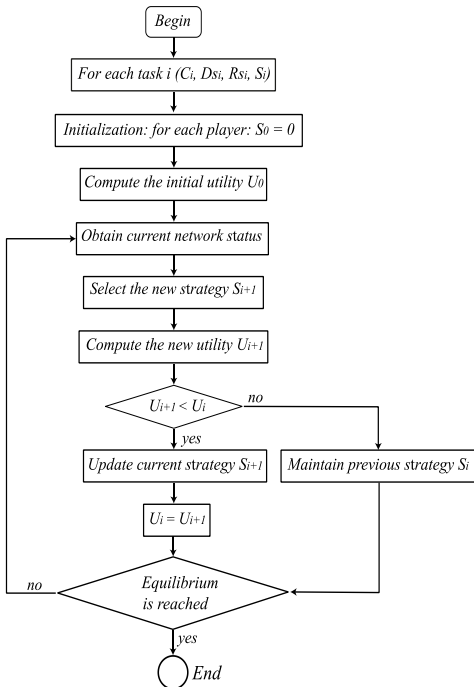 Begin
For each task i (Ci, Dsi, Rsi, Si)
Initialization: for each player: S0 = 0
Compute the initial utility U0
Obtain current network status
Select the new strategy Si+1
Compute the new utility Ui+1
Ui+1 < Ui
no
yes
Update current strategy Si+1
Maintain previous strategy Si
Ui = Ui+1
Equilibrium
is reached
no
yes
End